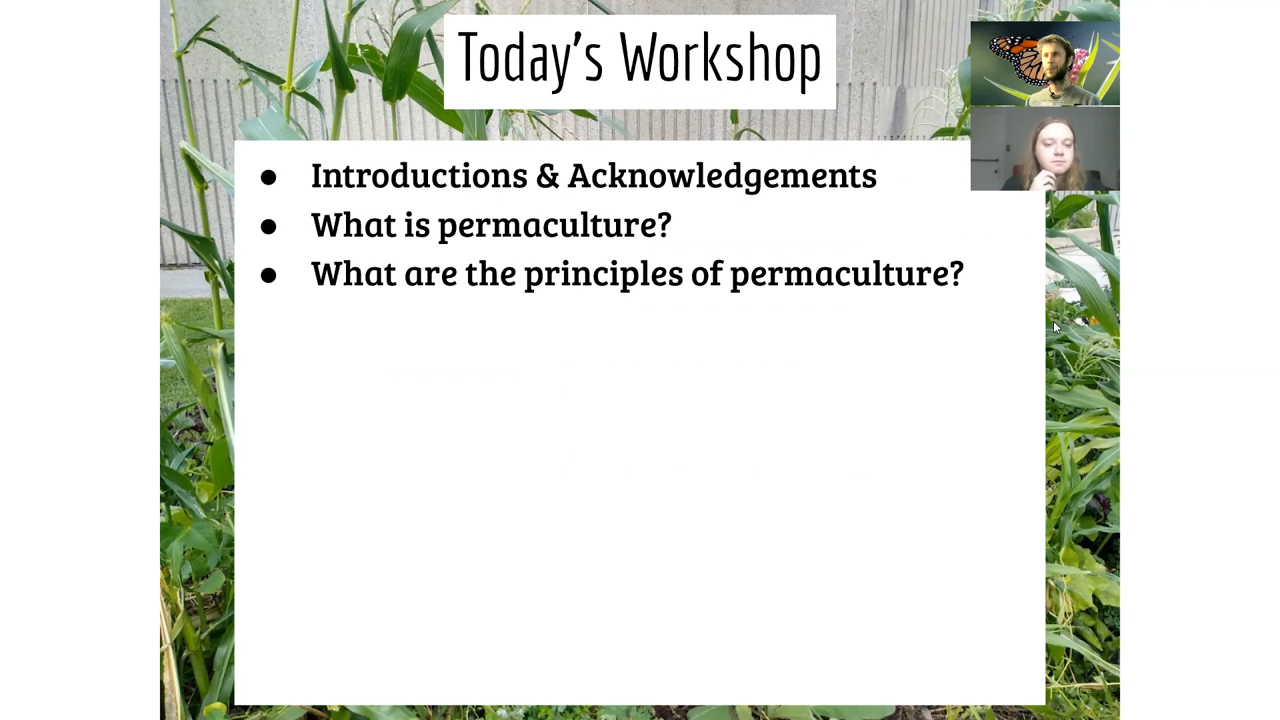 Today's Workshop
● Introductions & Acknowledgements
● What is permaculture?
● What are the principles of permaculture?